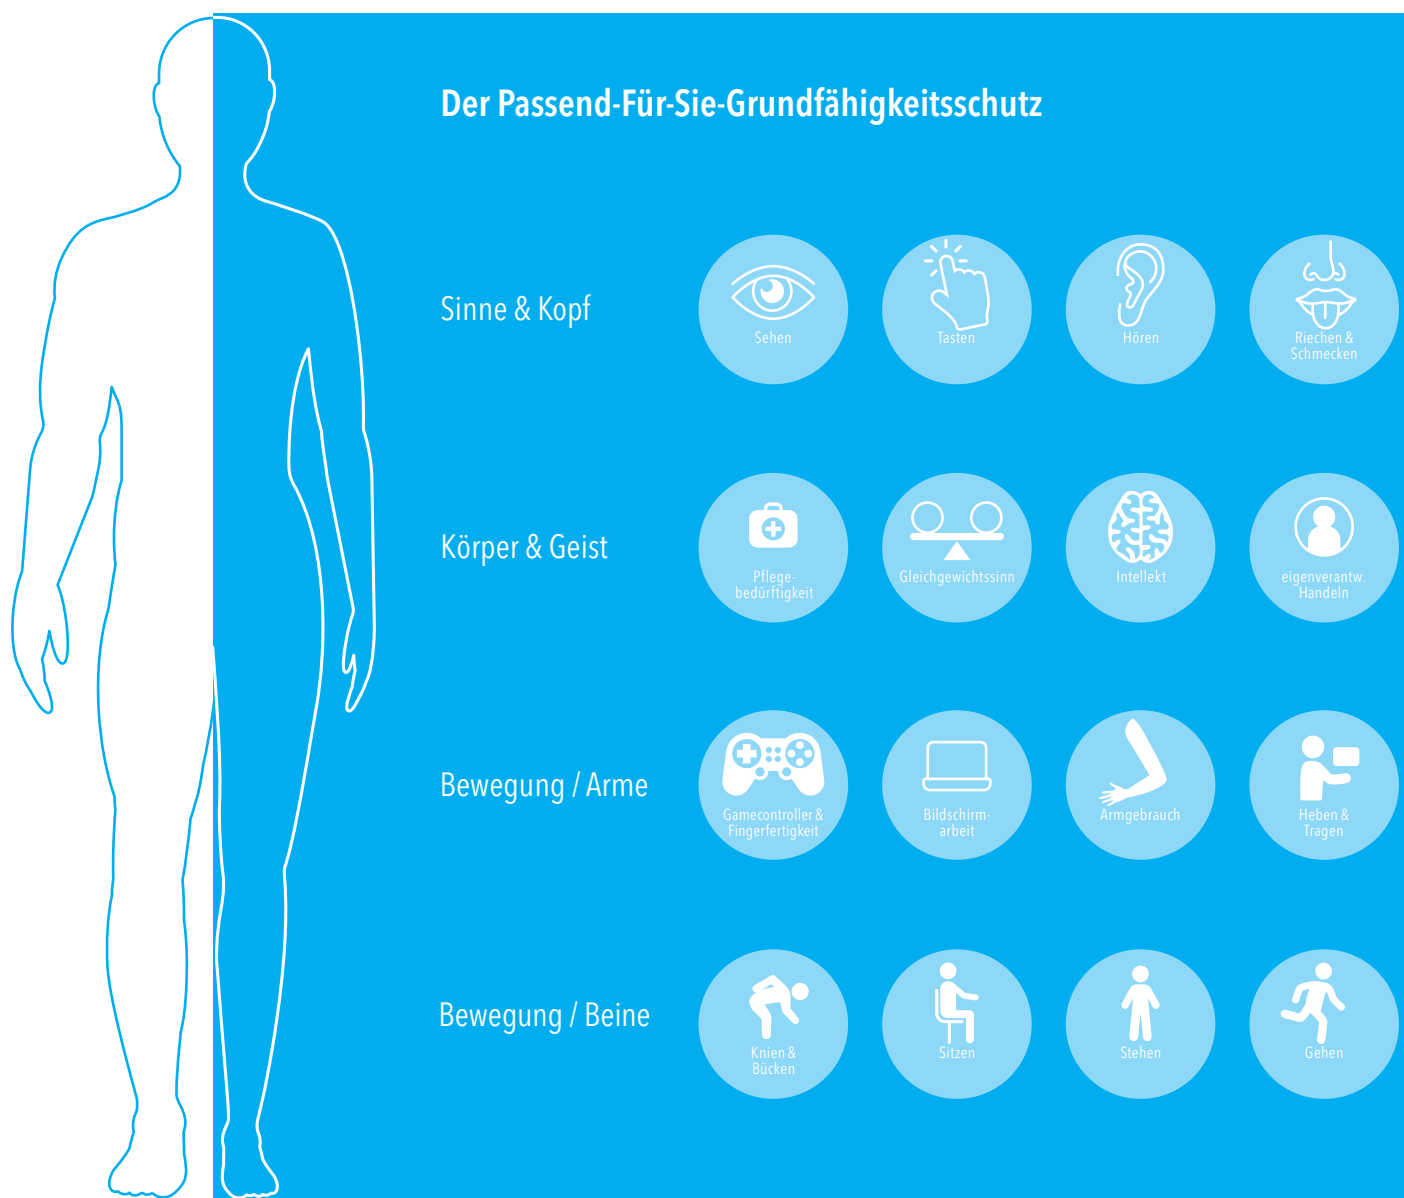 Der Passend-Für-Sie-Grundfähigkeitsschutz
Sinne & Kopf
Sehen
Tasten
Hören
Riechen &
Schmecken
Körper & Geist
Pflege-
bedürftigkeit
Gleichgewichtssinn
Intellekt
eigenverantw.
Handeln
Bewegung / Arme
Gamecontroller &
Fingerfertigkeit
Bildschirm-
arbeit
Armgebrauch
Heben &
Tragen
Bewegung / Beine
Knien &
Bücken
Sitzen
Stehen
Gehen